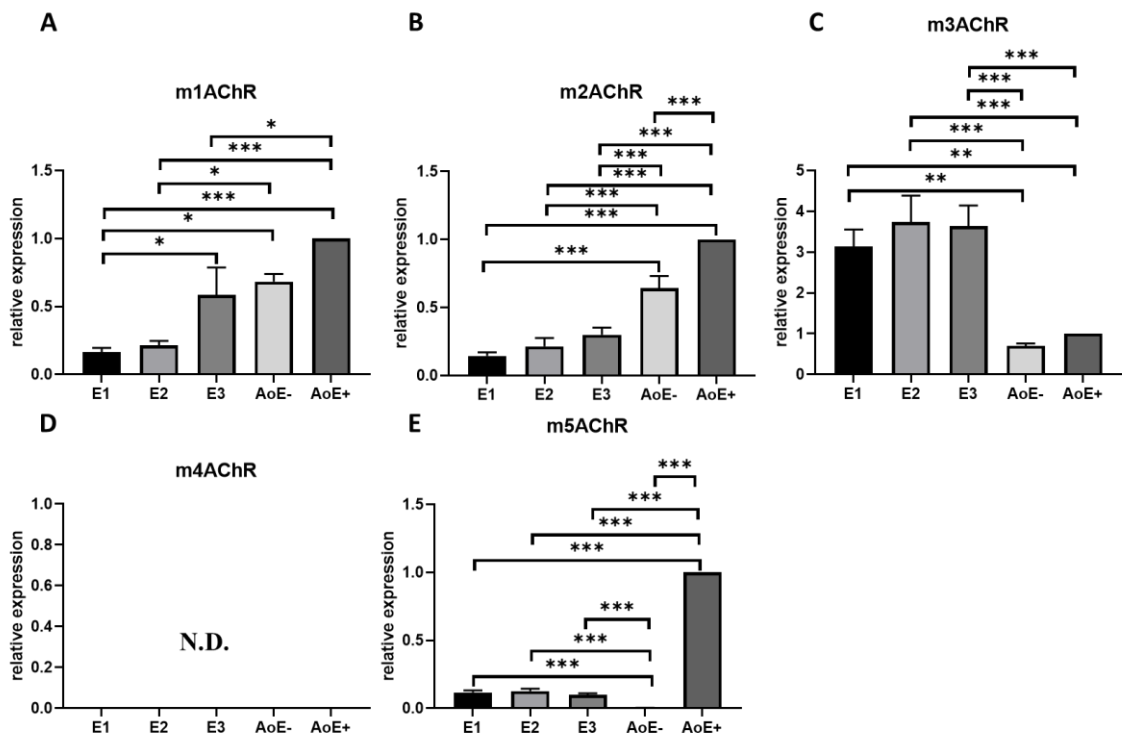 A
m1AChR
*
***
*
***
*
*
relative expression
1.5
1.0
0.5
0.0
E1 E2 E3 AoE- AoE+
B
m2AChR
***
***
***
***
***
***
***
relative expression
1.5
1.0
0.5
0.0
E1 E2 E3 AoE- AoE+
C
m3AChR
***
***
***
***
**
**
relative expression
5
4
3
2
1
0
E1 E2 E3 AoE- AoE+
D
m4AChR
relative expression
1.0
0.8
0.6
0.4
0.2
0.0
N.D.
E1 E2 E3 AoE- AoE+
E
m5AChR
***
***
***
***
***
***
***
relative expression
1.5
1.0
0.5
0.0
E1 E2 E3 AoE- AoE+